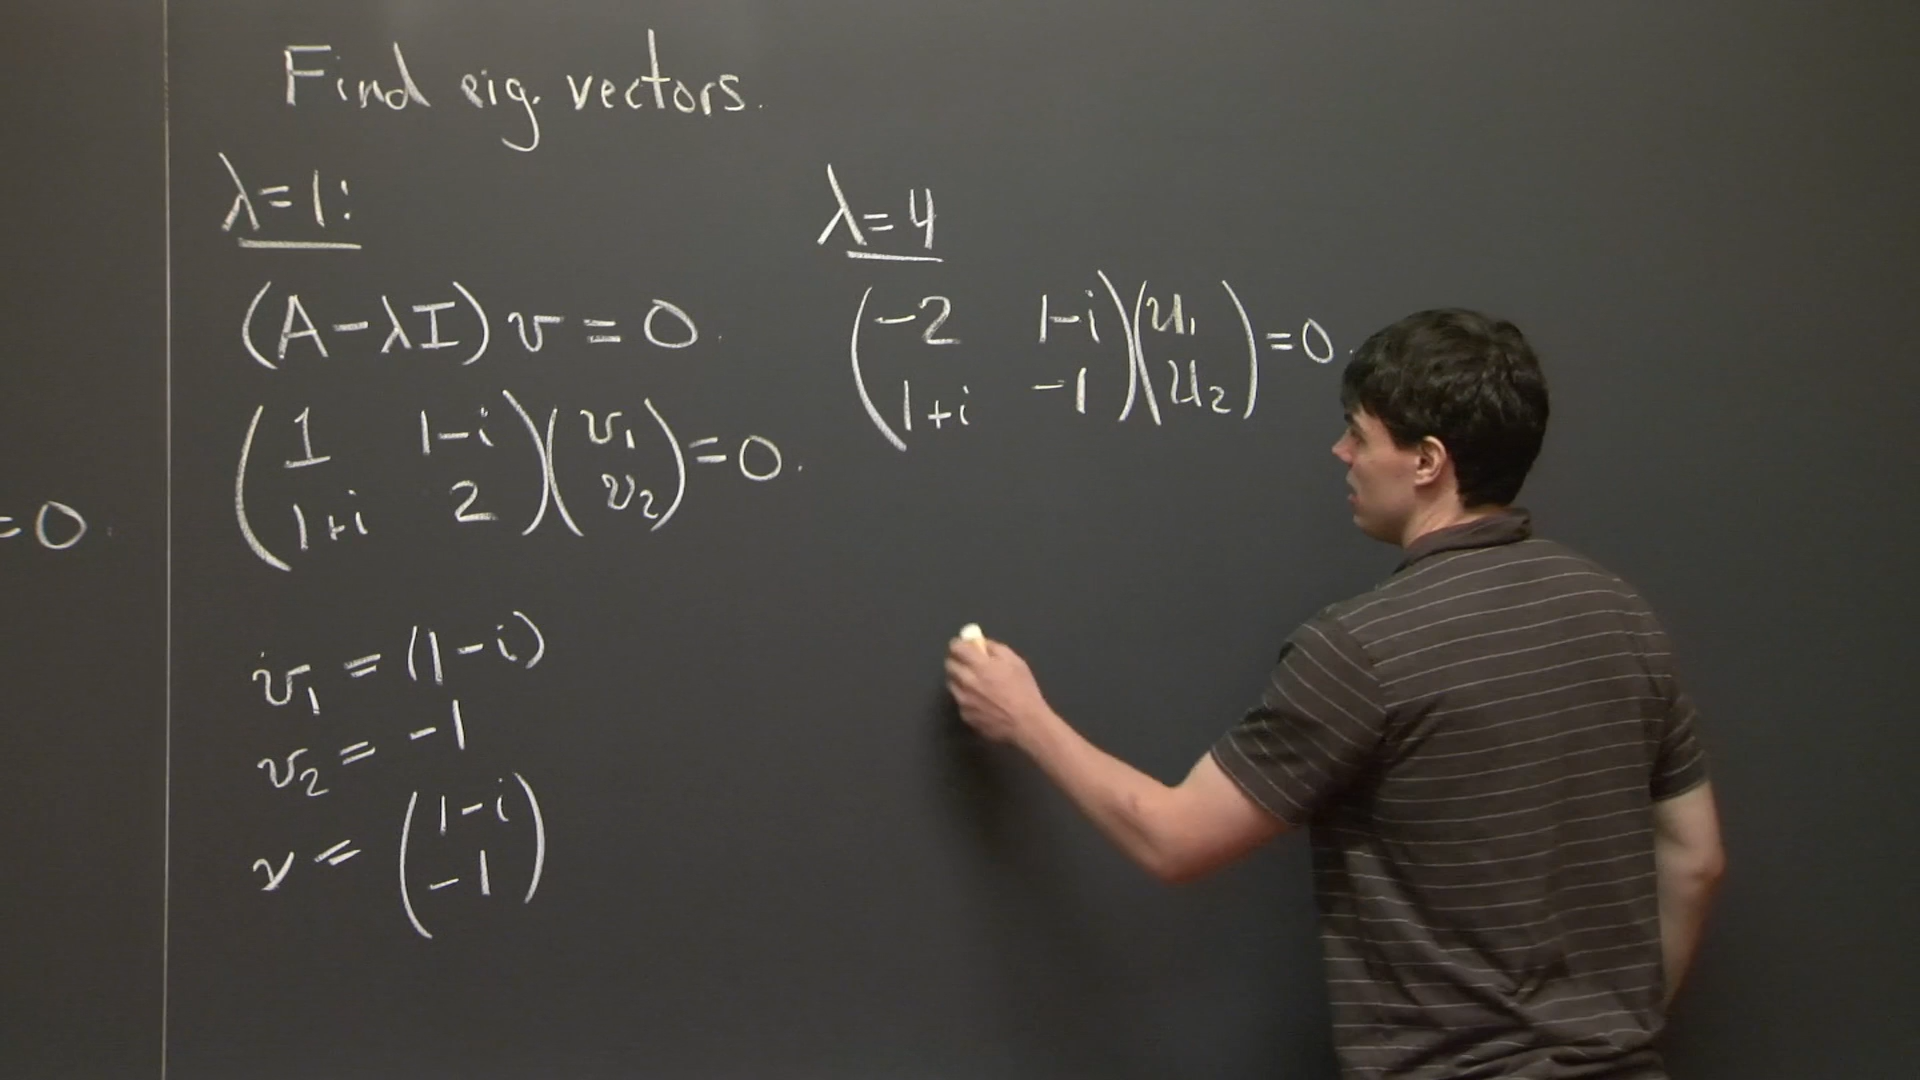 Find eig. vectors.
λ=1:
(A-λI)v=0.
(1 1-i)(v₁)=0.
(1+i 2)(v₂)
v₁=(1-i)
v₂=-1
v=(1-i)
(-1)
λ=4
(-2 1-i)(u₁)=0.
(1+i -1)(u₂)
=0.